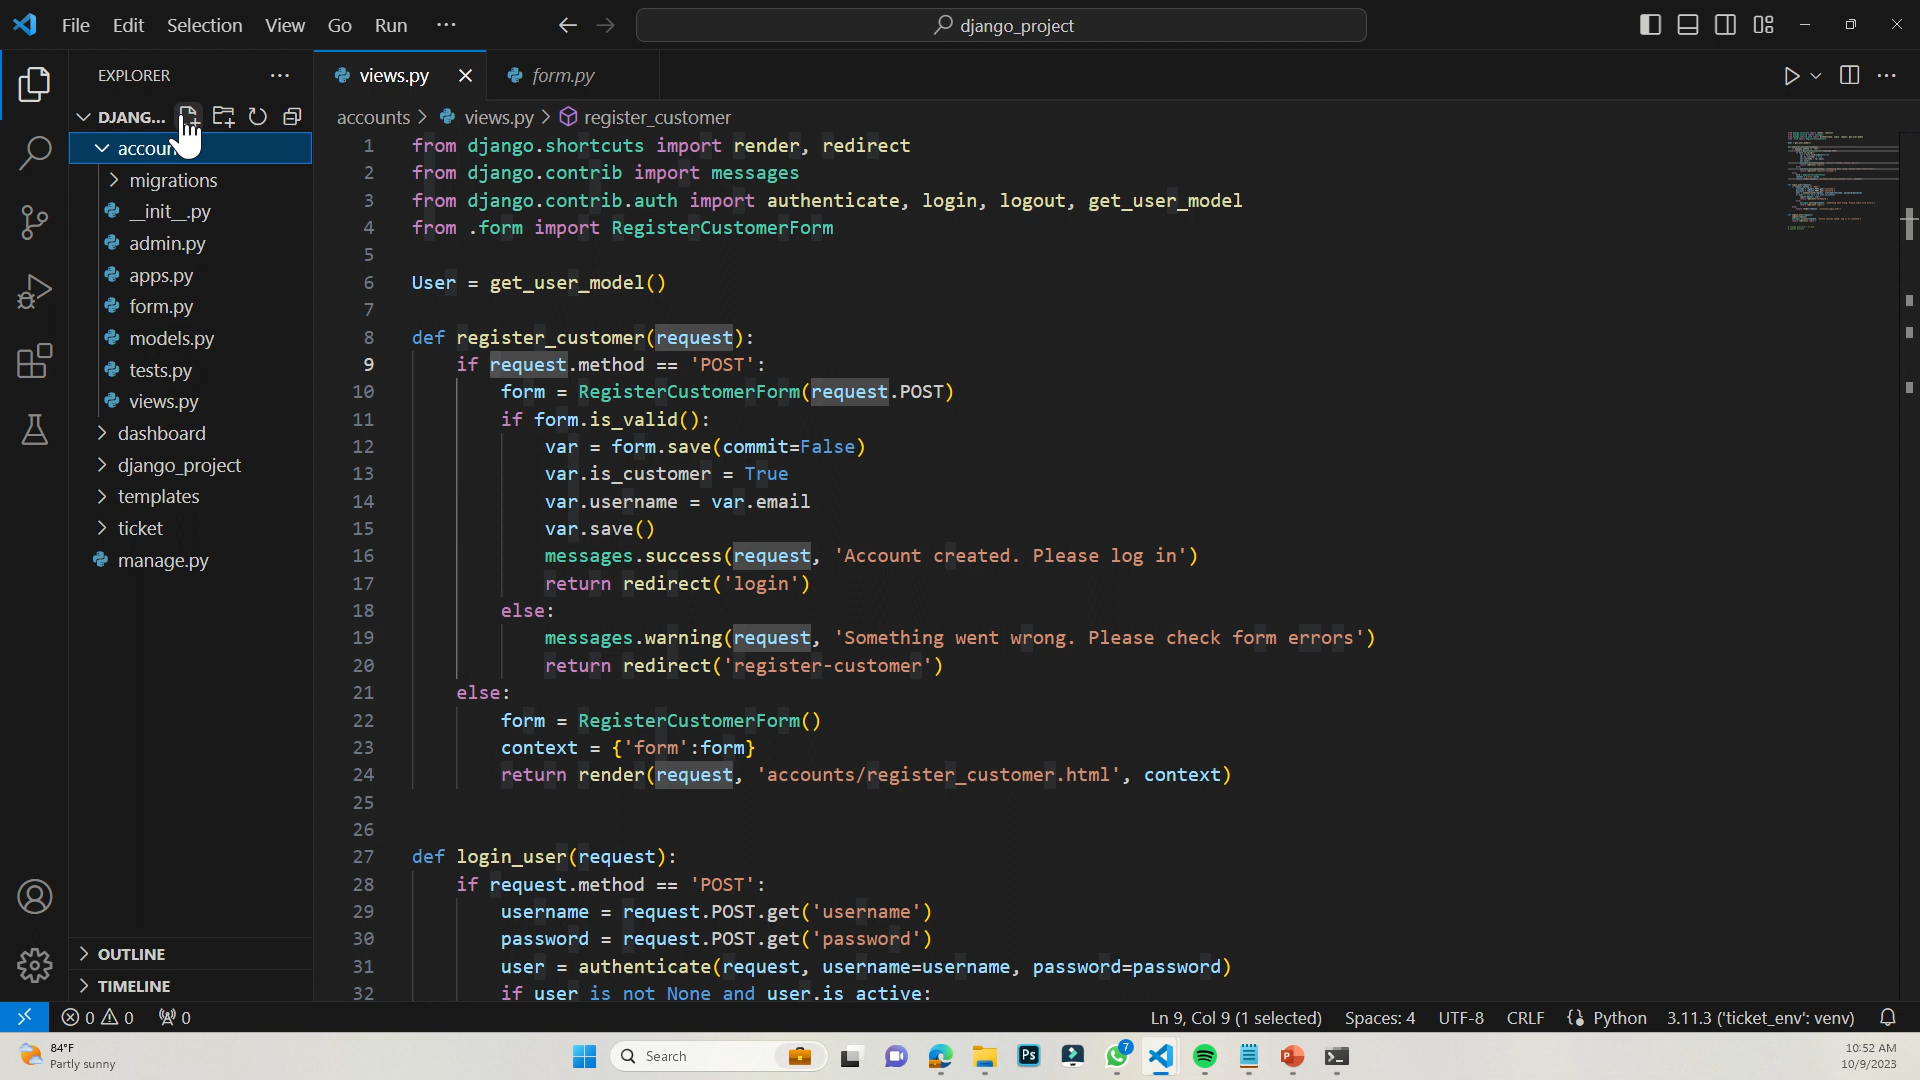 File Edit Selection View Go Run ···
django_project
EXPLORER
views.py
form.py
DJANG...
accounts > views.py > register_customer
accoun
migrations
__init__.py
admin.py
apps.py
form.py
models.py
tests.py
views.py
dashboard
django_project
templates
ticket
manage.py
OUTLINE
TIMELINE
1 from django.shortcuts import render, redirect
2 from django.contrib import messages
3 from django.contrib.auth import authenticate, login, logout, get_user_model
4 from .form import RegisterCustomerForm
5
6 User = get_user_model()
7
8 def register_customer(request):
9 if request.method == 'POST':
10 form = RegisterCustomerForm(request.POST)
11 if form.is_valid():
12 var = form.save(commit=False)
13 var.is_customer = True
14 var.username = var.email
15 var.save()
16 messages.success(request, 'Account created. Please log in')
17 return redirect('login')
18 else:
19 messages.warning(request, 'Something went wrong. Please check form errors')
20 return redirect('register-customer')
21 else:
22 form = RegisterCustomerForm()
23 context = {'form':form}
24 return render(request, 'accounts/register_customer.html', context)
25
26
27 def login_user(request):
28 if request.method == 'POST':
29 username = request.POST.get('username')
30 password = request.POST.get('password')
31 user = authenticate(request, username=username, password=password)
32 if user is not None and user.is_active:
0 0 0
Ln 9, Col 9 (1 selected) Spaces: 4 UTF-8 CRLF Python 3.11.3 ('ticket_env': venv)
84°F
Partly sunny
Search
Ps
7
10:52 AM
10/9/2023